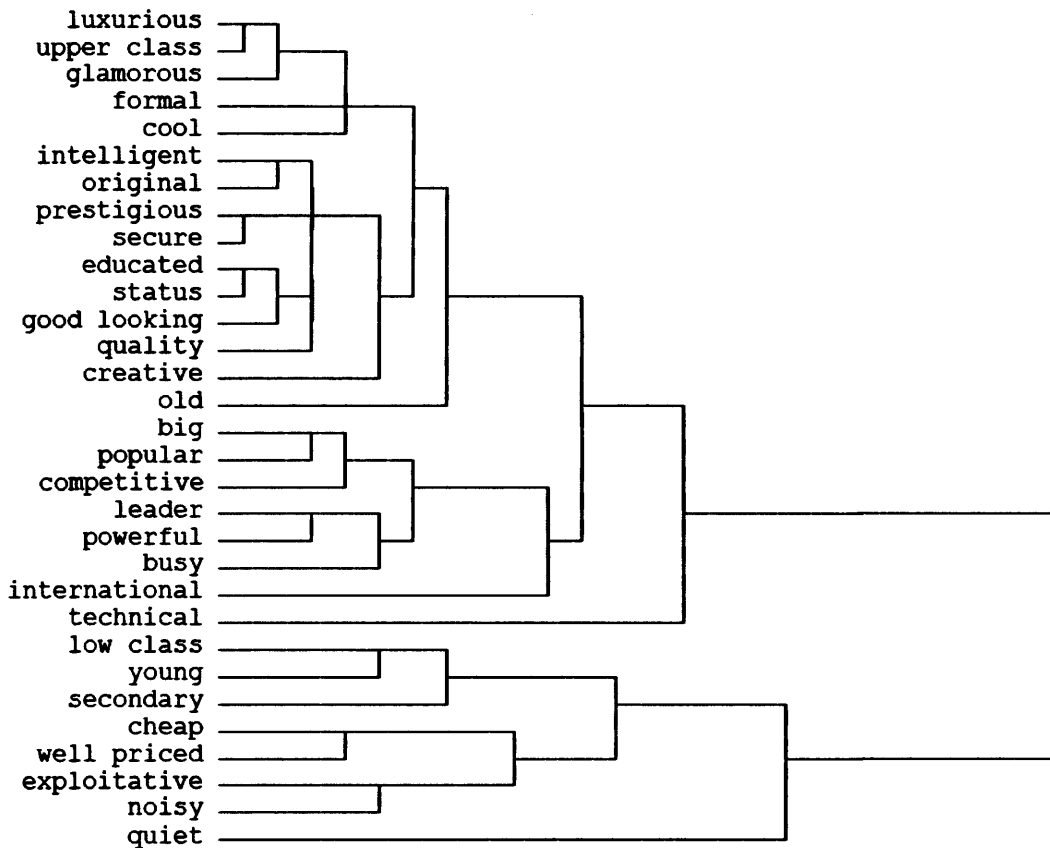 luxurious
upper class
glamorous
formal
cool
intelligent
original
prestigious
secure
educated
status
good looking
quality
creative
old
big
popular
competitive
leader
powerful
busy
international
technical
low class
young
secondary
cheap
well priced
exploitative
noisy
quiet